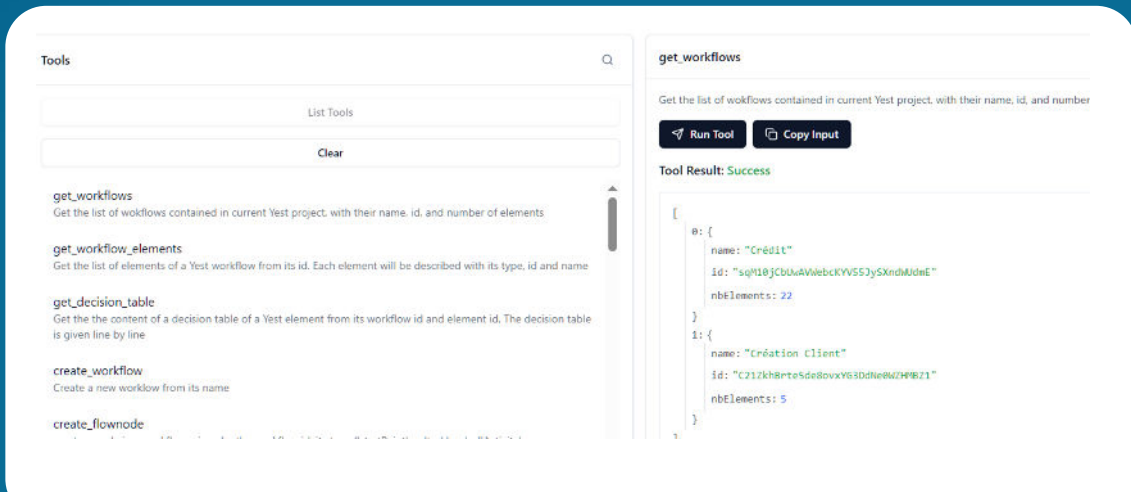 Tools
List Tools
Clear
get_workflows
Get the list of wokflows contained in current Yest project, with their name, id, and number of elements
get_workflow_elements
Get the list of elements of a Yest workflow from its id. Each element will be described with its type, id and name
get_decision_table
Get the the content of a decision table of a Yest element from its workflow id and element id. The decision table
is given line by line
create_workflow
Create a new worklow from its name
create_flownode
get_workflows
Get the list of wokflows contained in current Yest project, with their name, id, and number
Run Tool
Copy Input
Tool Result: Success
[
0: {
name: "Crédit"
id:
nbElements: 22
}
1: {
name: "Création Client"
id:
nbElements: 5
}
]